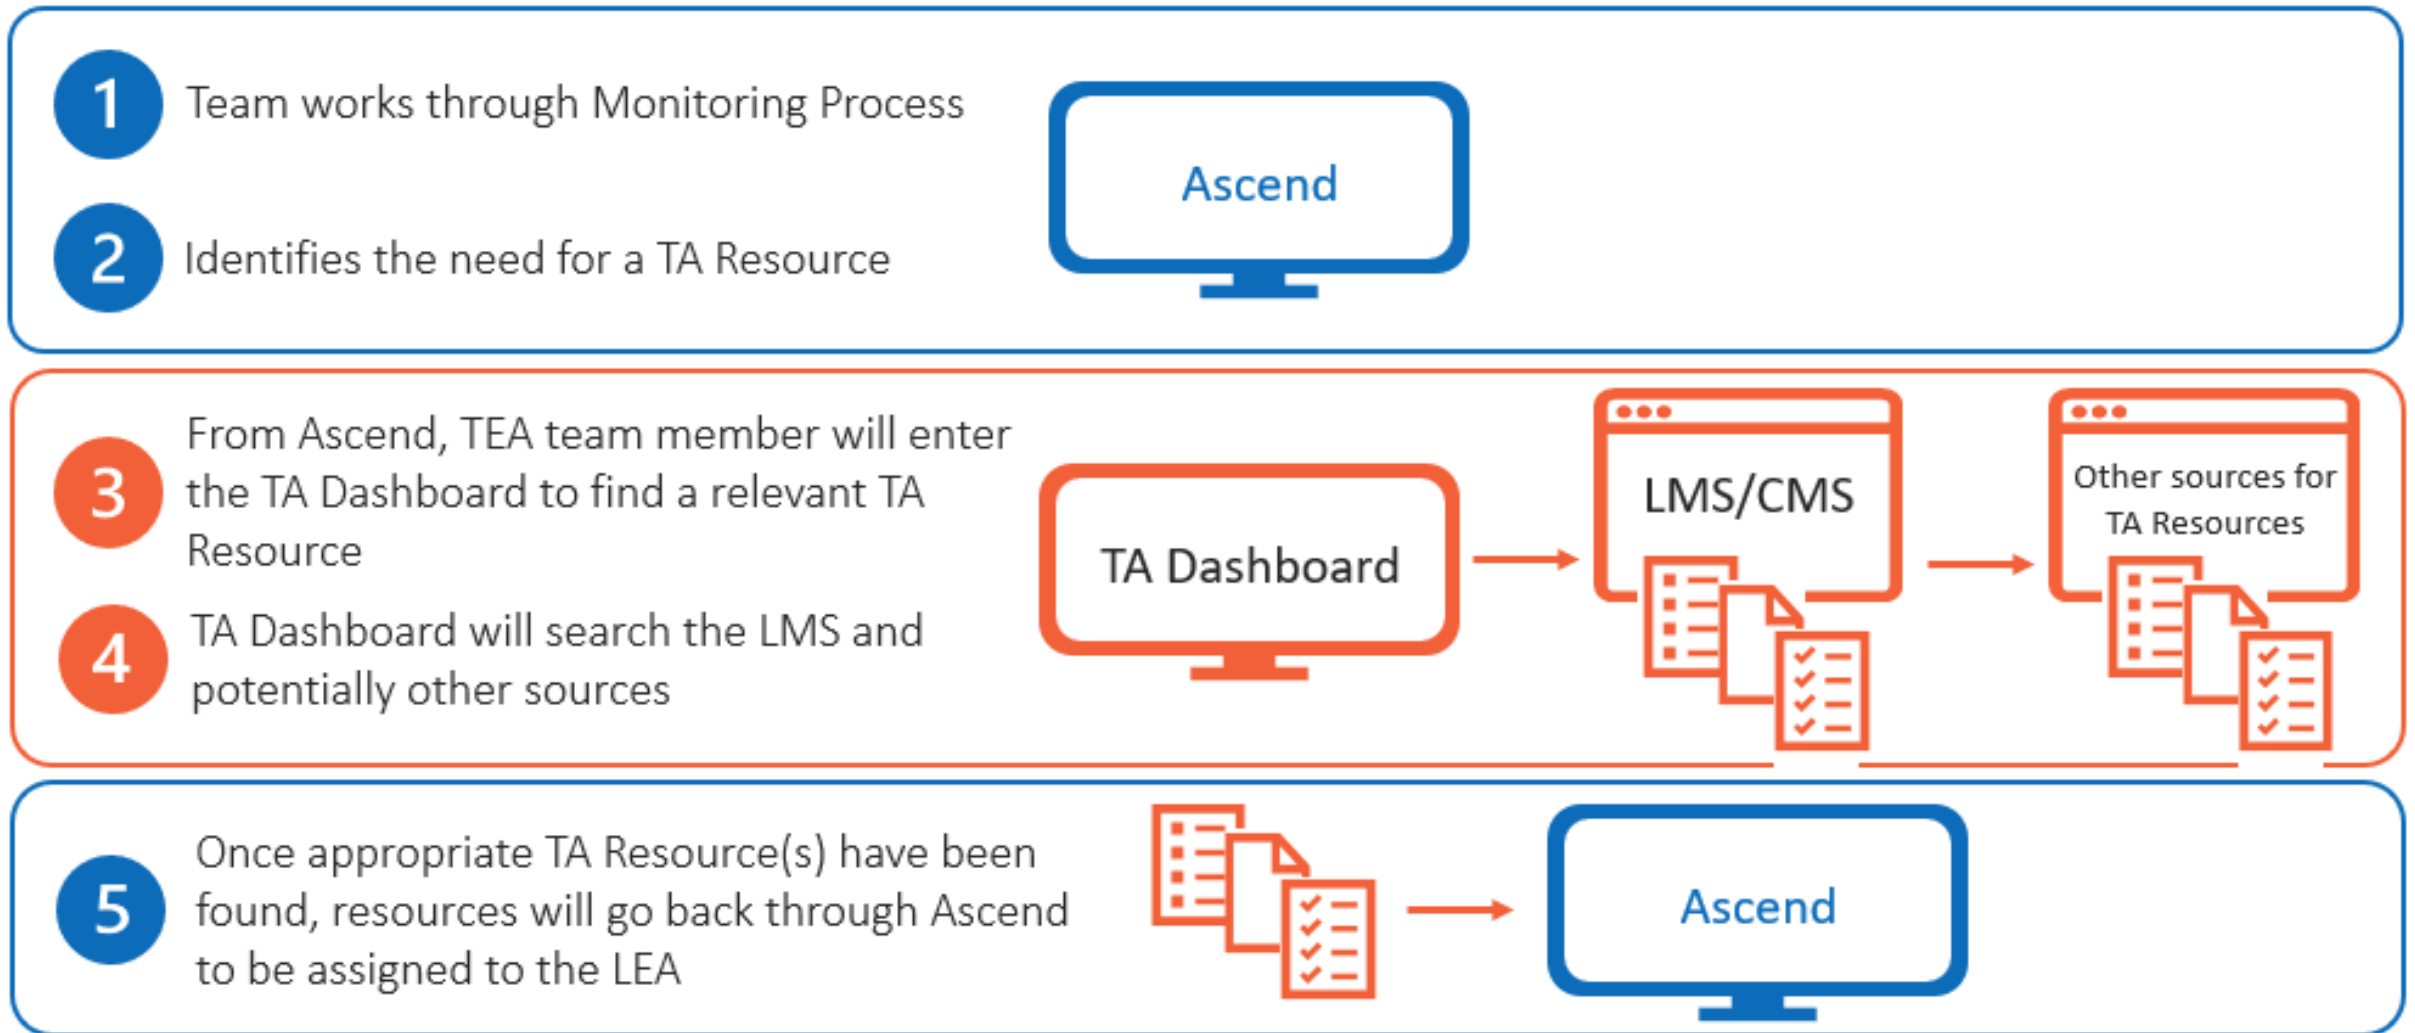 1
Team works through Monitoring Process
2
Identifies the need for a TA Resource
Ascend
3
From Ascend, TEA team member will enter
the TA Dashboard to find a relevant TA
Resource
4
TA Dashboard will search the LMS and
potentially other sources
TA Dashboard
LMS/CMS
Other sources for
TA Resources
5
Once appropriate TA Resource(s) have been
found, resources will go back through Ascend
to be assigned to the LEA
Ascend